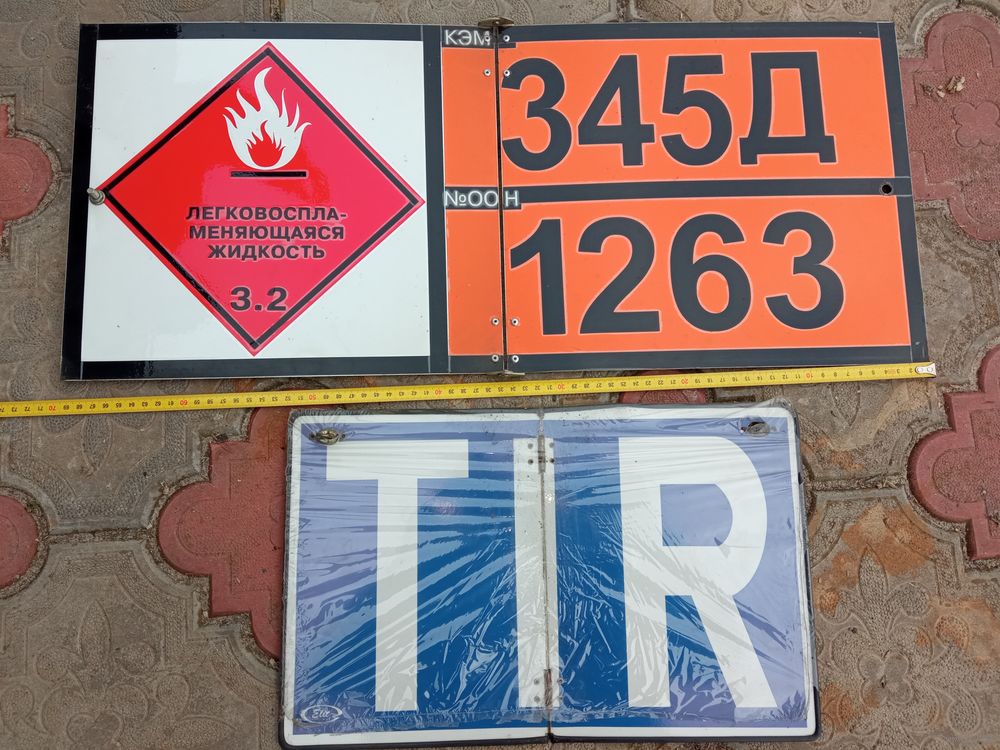 КЭМ
345Д
№ООН
1263
ЛЕГКОВОСПЛА-
МЕНЯЮЩАЯСЯ
ЖИДКОСТЬ
3.2
TIR